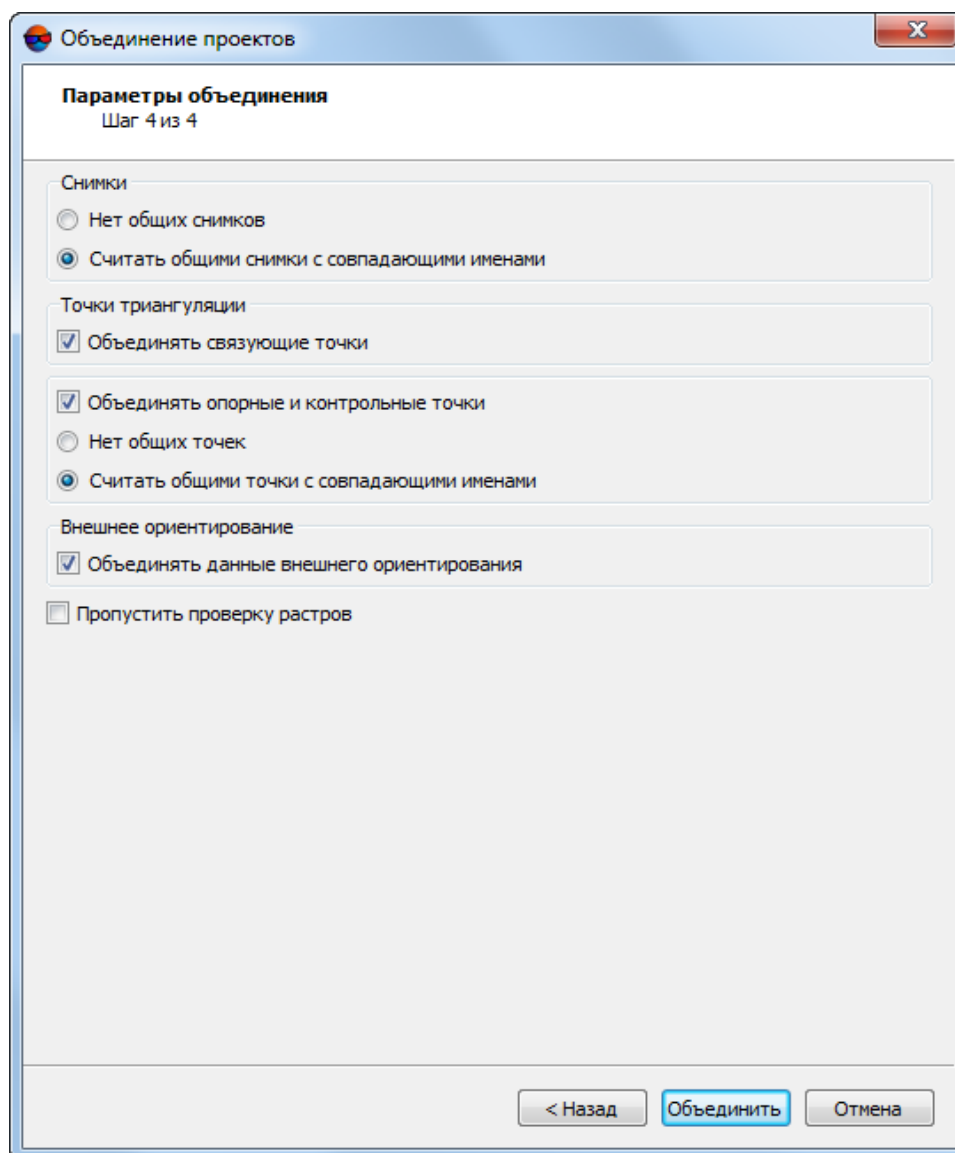 Объединение проектов
Параметры объединения
Шаг 4 из 4
Снимки
Нет общих снимков
Считать общими снимки с совпадающими именами
Точки триангуляции
Объединять связующие точки
Объединять опорные и контрольные точки
Нет общих точек
Считать общими точки с совпадающими именами
Внешнее ориентирование
Объединять данные внешнего ориентирования
Пропустить проверку растров
< Назад Объединить Отмена